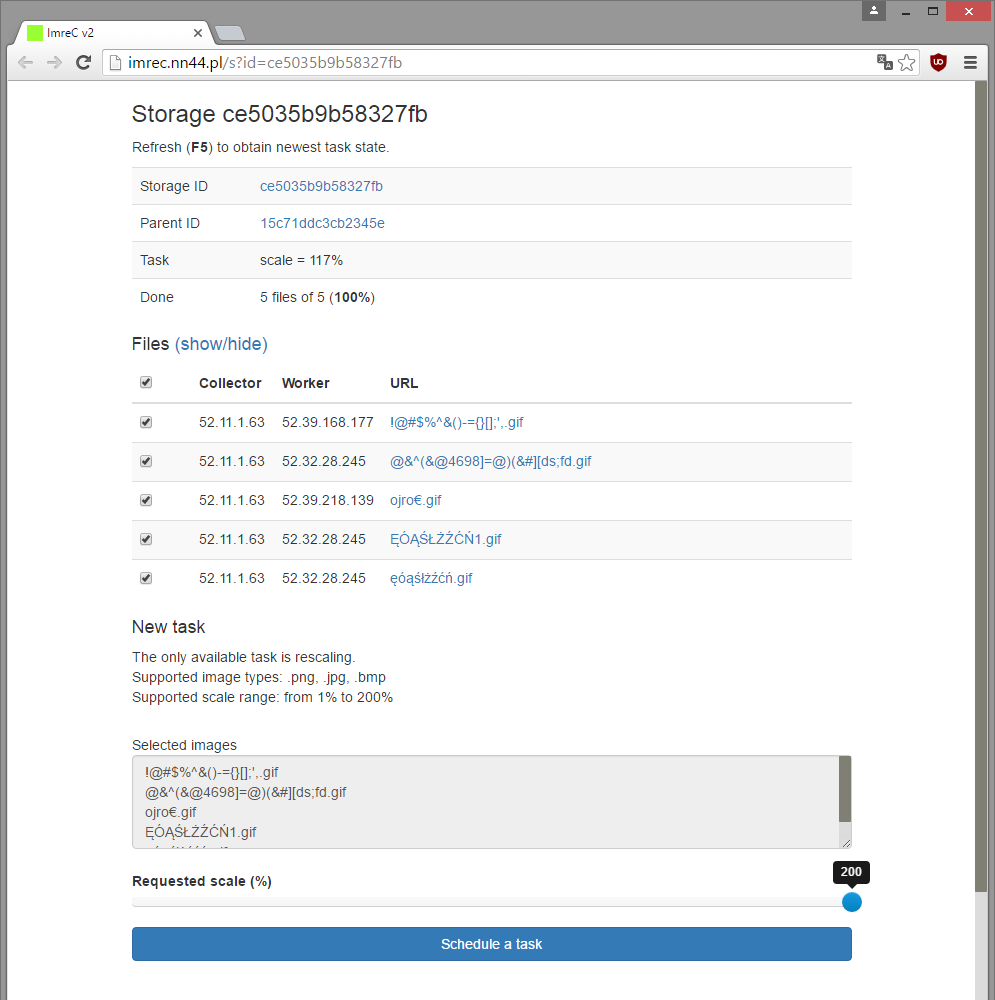 ImreC v2
imrec.nn44.pl/s?id=ce5035b9b58327fb
Storage ce5035b9b58327fb
Refresh (F5) to obtain newest task state.
Storage ID ce5035b9b58327fb
Parent ID 15c71ddc3cb2345e
Task scale = 117%
Done 5 files of 5 (100%)
Files (show/hide)
Collector Worker URL
52.11.1.63 52.39.168.177 !@#$%^&()-={}[];',.gif
52.11.1.63 52.32.28.245 @&^(&@4698]=@)(&#][ds;fd.gif
52.11.1.63 52.39.218.139 ojro€.gif
52.11.1.63 52.32.28.245 ĘÓĄŚŁŻŹĆŃ1.gif
52.11.1.63 52.32.28.245 ęóąśłżźćń.gif
New task
The only available task is rescaling.
Supported image types: .png, .jpg, .bmp
Supported scale range: from 1% to 200%
Selected images
!@#$%^&()-={}[];',.gif
@&^(&@4698]=@)(&#][ds;fd.gif
ojro€.gif
ĘÓĄŚŁŻŹĆŃ1.gif
Requested scale (%)
200
Schedule a task